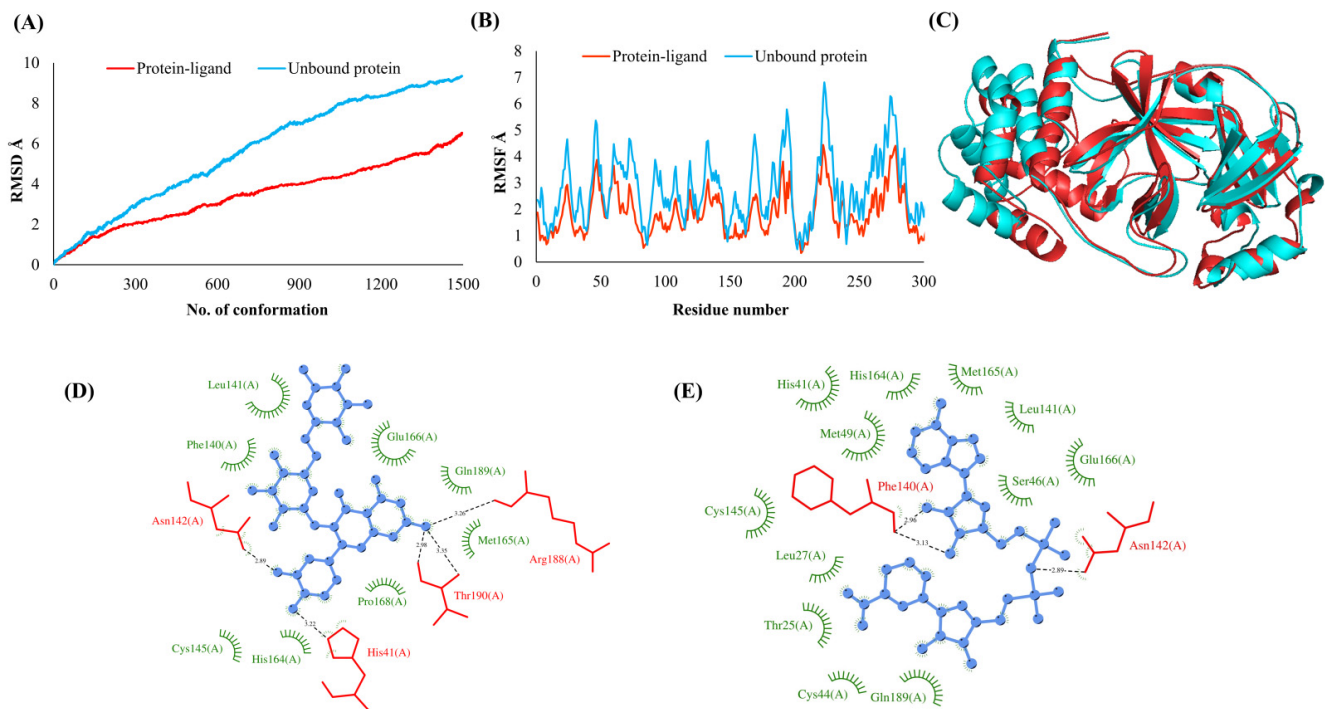 (A)
Protein-ligand
Unbound protein
RMSD Å
10
8
6
4
2
0
0
300
600
900
1200
1500
No. of conformation
(B)
Protein-ligand
Unbound protein
RMSF Å
8
7
6
5
4
3
2
1
0
0
50
100
150
200
250
300
Residue number
(C)
(D)
Leu141(A)
Phe140(A)
Glu166(A)
Gln189(A)
Asn142(A)
3.26
2.98
3.35
Met165(A)
Arg188(A)
2.89
Thr190(A)
Pro168(A)
3.22
Cys145(A)
His164(A)
His41(A)
(E)
His41(A)
His164(A)
Met165(A)
Leu141(A)
Met49(A)
Glu166(A)
Phe140(A)
Ser46(A)
2.96
Cys145(A)
3.13
Asn142(A)
2.89
Leu27(A)
Thr25(A)
Cys44(A)
Gln189(A)